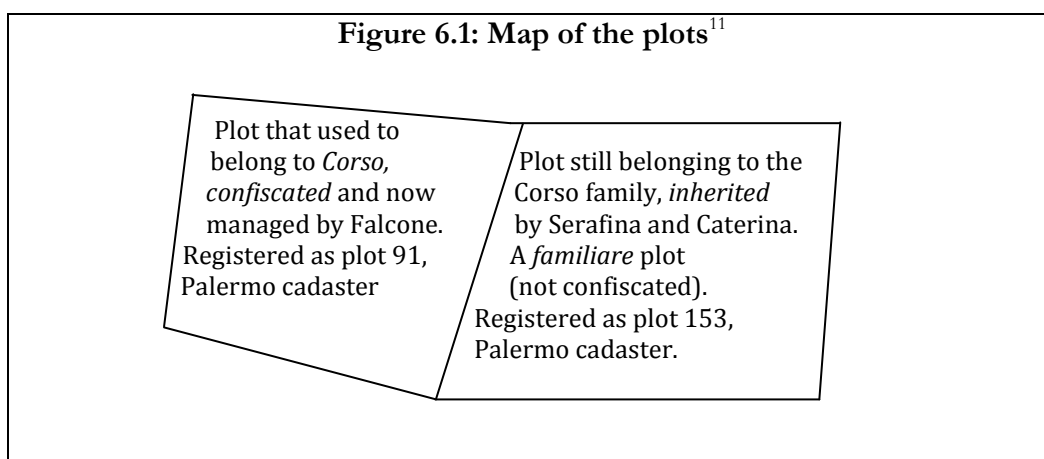 Figure 6.1: Map of the plots11
Plot that used to
belong to Corso,
confiscated and now
managed by Falcone.
Registered as plot 91,
Palermo cadaster
Plot still belonging to the
Corso family, inherited
by Serafina and Caterina.
A familiare plot
(not confiscated).
Registered as plot 153,
Palermo cadaster.